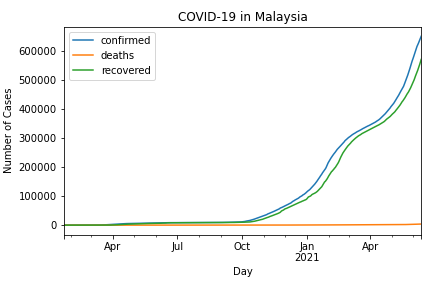 COVID-19 in Malaysia
confirmed
deaths
recovered
Number of Cases
600000
500000
400000
300000
200000
100000
0
Apr
Jul
Oct
Jan
2021
Apr
Day